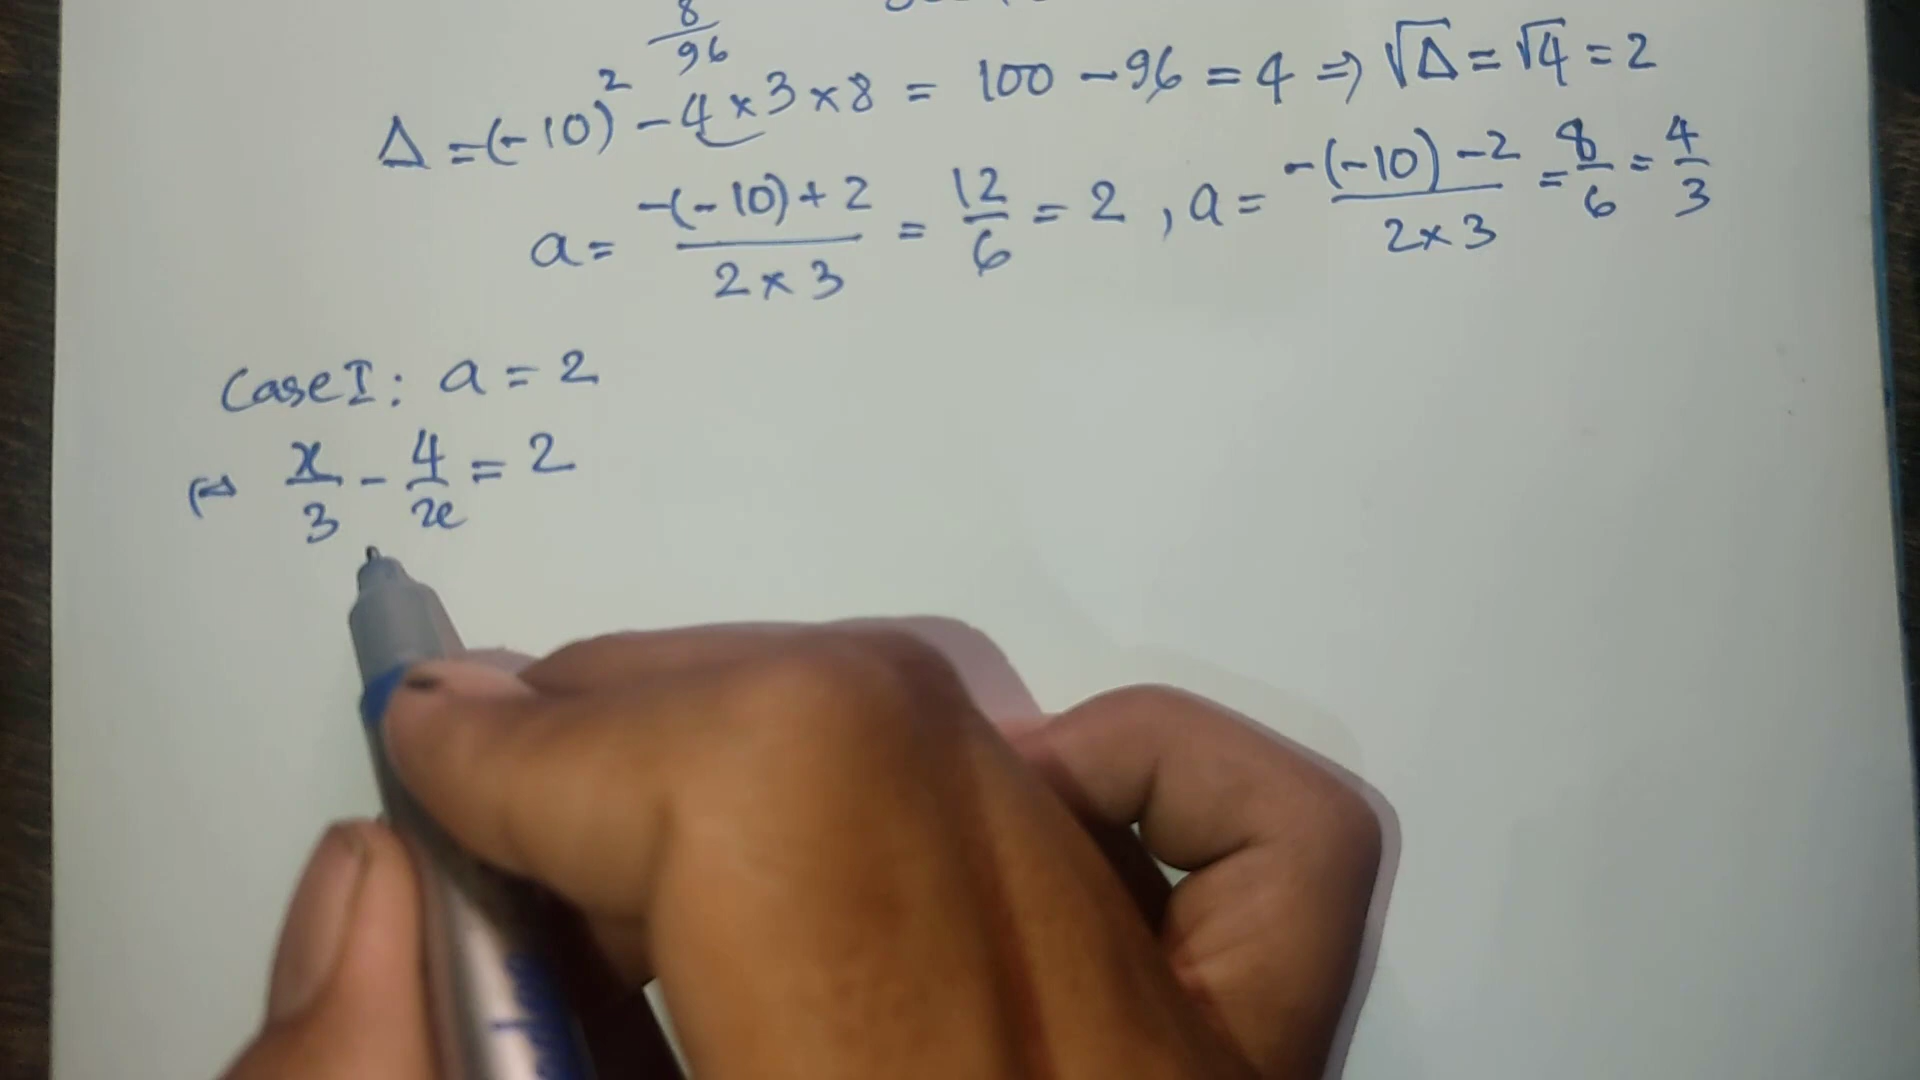 8/96
Δ = (-10)² - 4 × 3 × 8 = 100 - 96 = 4 ⇒ √Δ = √4 = 2
a = (-(-10) + 2)/(2 × 3) = 12/6 = 2 , a = (-(-10) - 2)/(2 × 3) = 8/6 = 4/3
Case I : a = 2
⇒ x/3 - 4/x = 2